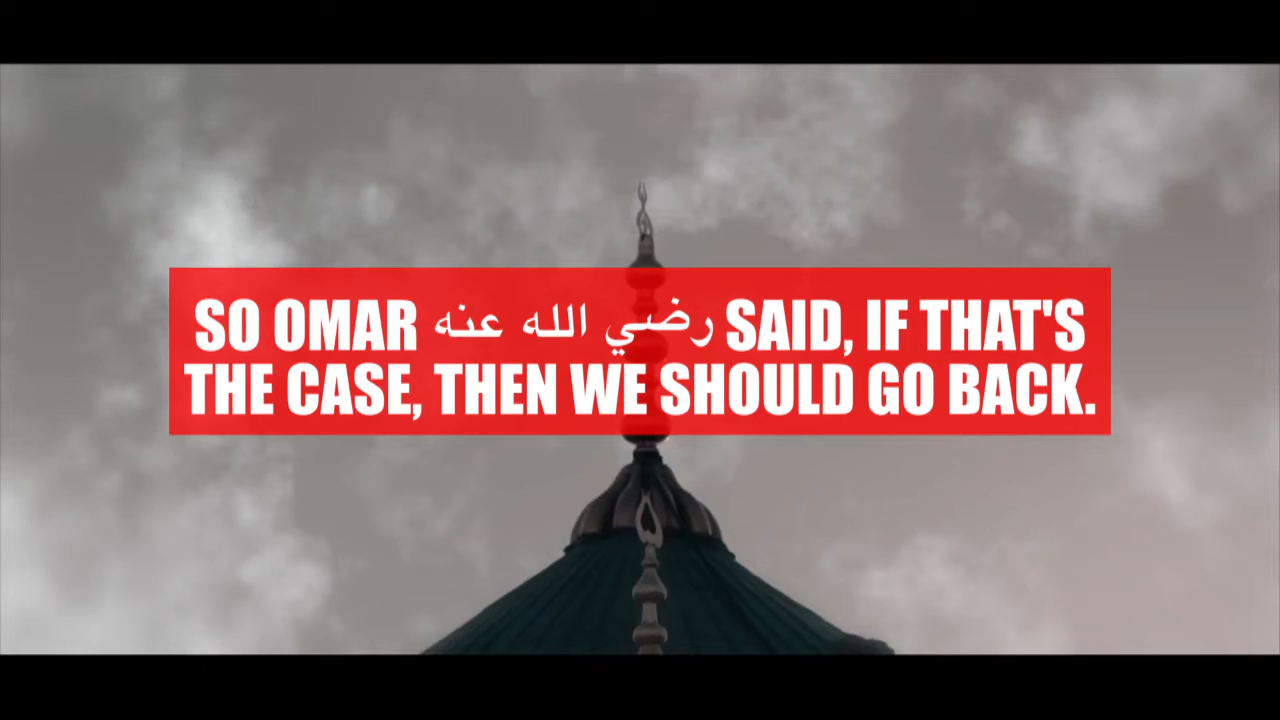 SO OMAR رضي الله عنه SAID, IF THAT'S
THE CASE, THEN WE SHOULD GO BACK.